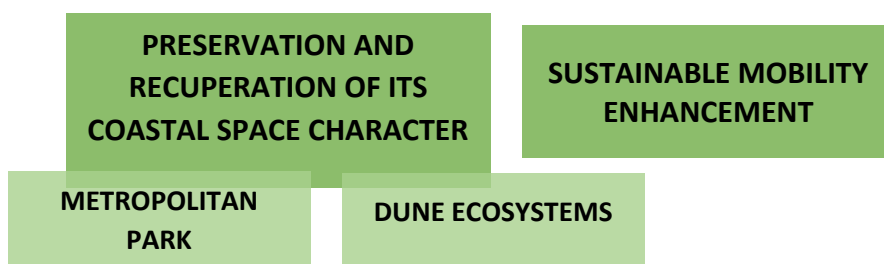 PRESERVATION AND
RECUPERATION OF ITS
COASTAL SPACE CHARACTER
SUSTAINABLE MOBILITY
ENHANCEMENT
METROPOLITAN
PARK
DUNE ECOSYSTEMS